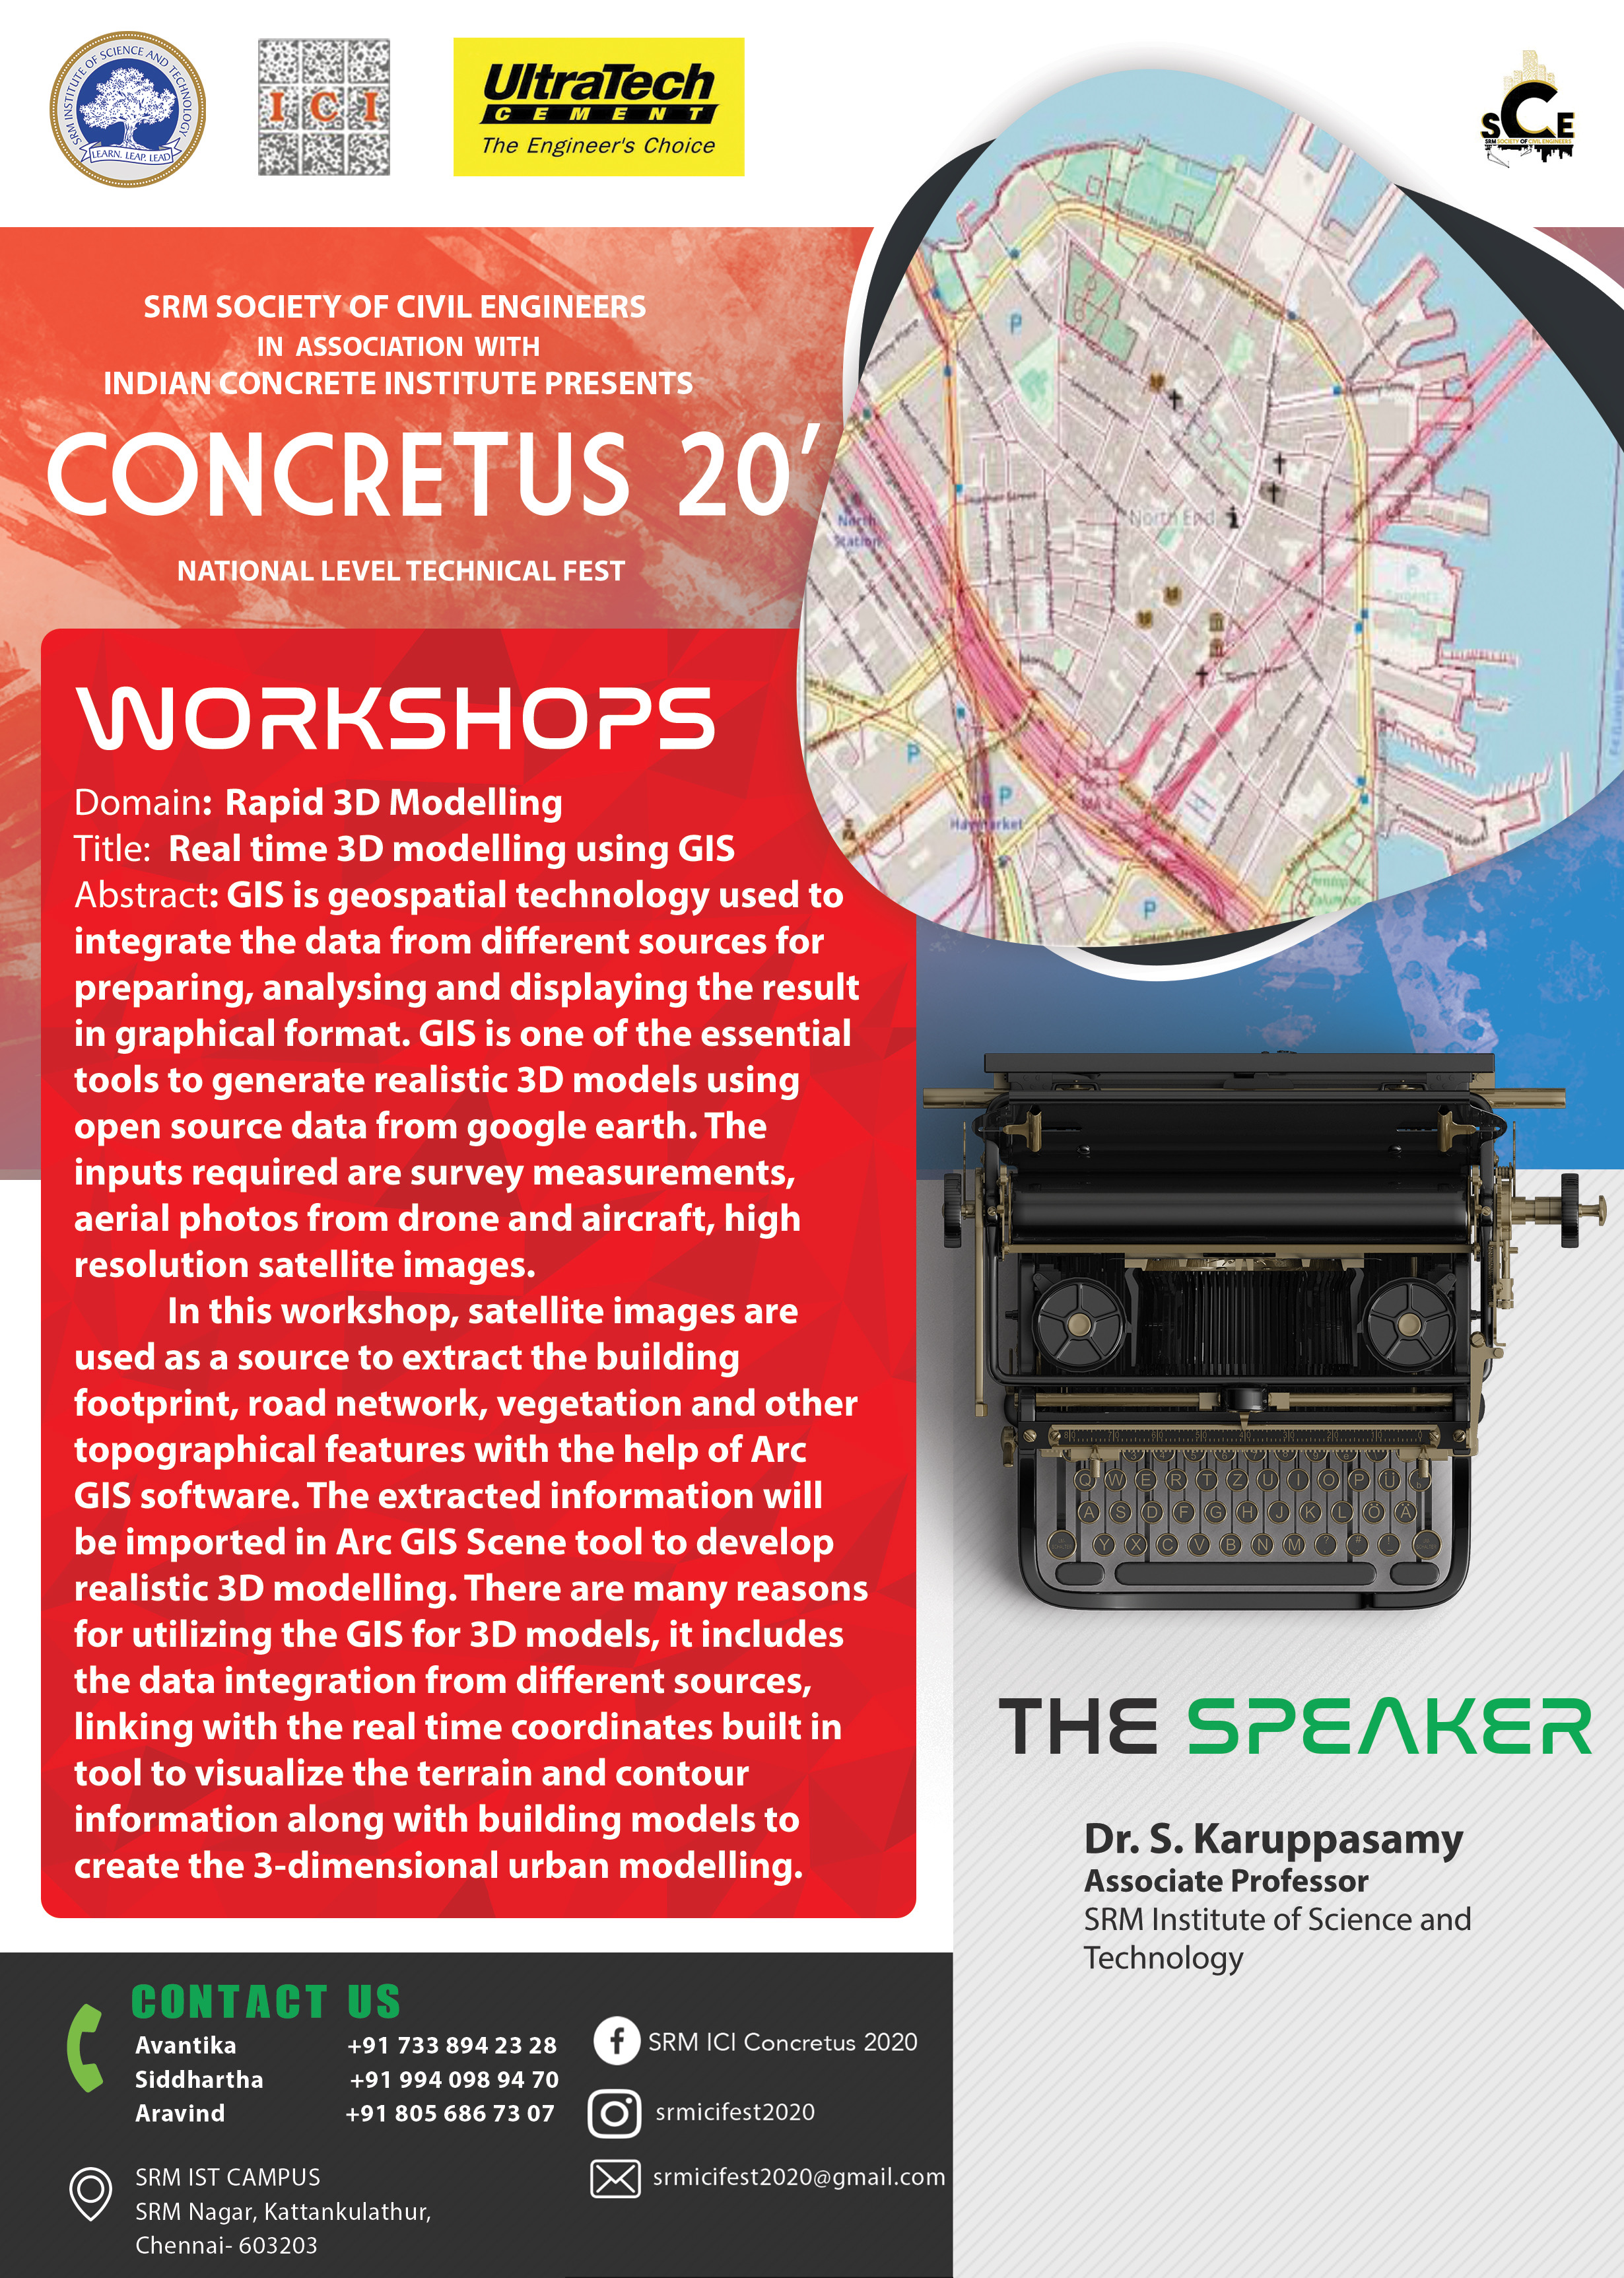 SRM INSTITUTE OF SCIENCE AND TECHNOLOGY
LEARN. LEAP. LEAD
I C I
UltraTech
CEMENT
The Engineer's Choice
SCE
SRM SOCIETY OF CIVIL ENGINEERS
SRM SOCIETY OF CIVIL ENGINEERS
IN ASSOCIATION WITH
INDIAN CONCRETE INSTITUTE PRESENTS
CONCRETUS 20'
NATIONAL LEVEL TECHNICAL FEST
North
Station
North End
P
P
P
P
P
Haymarket
WORKSHOPS
Domain: Rapid 3D Modelling
Title: Real time 3D modelling using GIS
Abstract: GIS is geospatial technology used to
integrate the data from different sources for
preparing, analysing and displaying the result
in graphical format. GIS is one of the essential
tools to generate realistic 3D models using
open source data from google earth. The
inputs required are survey measurements,
aerial photos from drone and aircraft, high
resolution satellite images.
In this workshop, satellite images are
used as a source to extract the building
footprint, road network, vegetation and other
topographical features with the help of Arc
GIS software. The extracted information will
be imported in Arc GIS Scene tool to develop
realistic 3D modelling. There are many reasons
for utilizing the GIS for 3D models, it includes
the data integration from different sources,
linking with the real time coordinates built in
tool to visualize the terrain and contour
information along with building models to
create the 3-dimensional urban modelling.
Q W E R T Z U I O P Ü
A S D F G H J K L Ö Ä
Y X C V B N M
THE SPEAKER
Dr. S. Karuppasamy
Associate Professor
SRM Institute of Science and
Technology
CONTACT US
Avantika +91 733 894 23 28
Siddhartha +91 994 098 94 70
Aravind +91 805 686 73 07
SRM IST CAMPUS
SRM Nagar, Kattankulathur,
Chennai- 603203
SRM ICI Concretus 2020
srmicifest2020
srmicifest2020@gmail.com